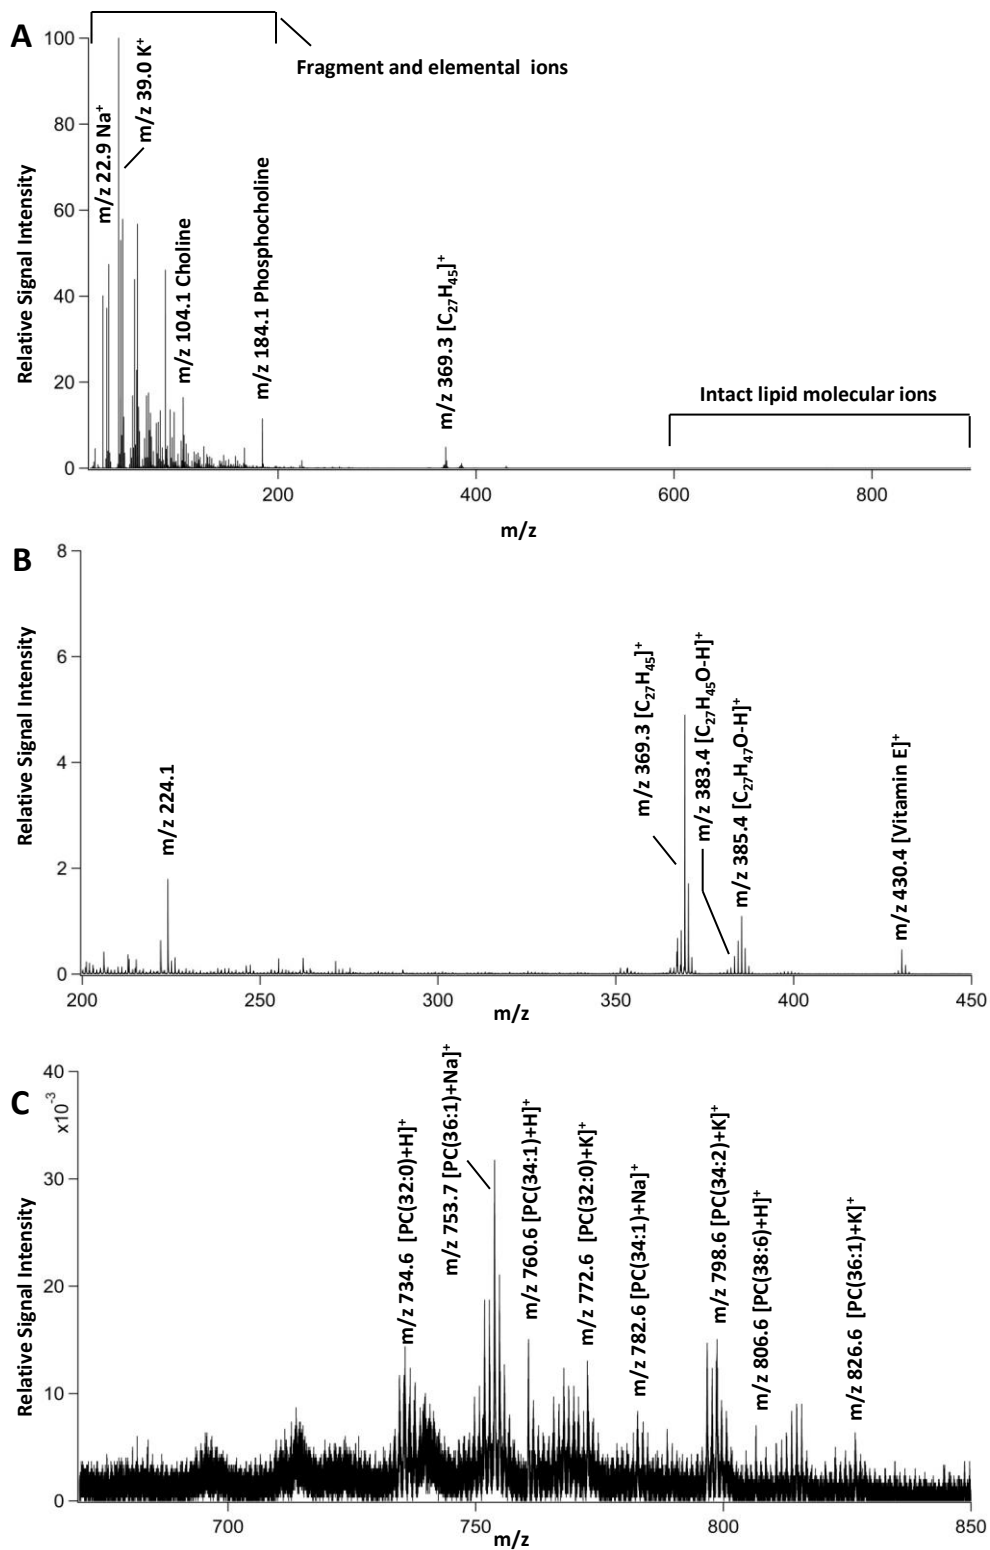 A
Fragment and elemental ions
100
80
60
40
20
0
Relative Signal Intensity
m/z 22.9 Na⁺
m/z 39.0 K⁺
m/z 104.1 Choline
m/z 184.1 Phosphocholine
m/z 369.3 [C₂₇H₄₅]⁺
Intact lipid molecular ions
200
400
600
800
m/z
B
8
6
4
2
0
Relative Signal Intensity
m/z 224.1
m/z 369.3 [C₂₇H₄₅]⁺
m/z 383.4 [C₂₇H₄₅O-H]⁺
m/z 385.4 [C₂₇H₄₇O-H]⁺
m/z 430.4 [Vitamin E]⁺
200
250
300
350
400
450
m/z
C
40
x10⁻³
30
20
10
0
Relative Signal Intensity
m/z 734.6 [PC(32:0)+H]⁺
m/z 753.7 [PC(36:1)+Na]⁺
m/z 760.6 [PC(34:1)+H]⁺
m/z 772.6 [PC(32:0)+K]⁺
m/z 782.6 [PC(34:1)+Na]⁺
m/z 798.6 [PC(34:2)+K]⁺
m/z 806.6 [PC(38:6)+H]⁺
m/z 826.6 [PC(36:1)+K]⁺
700
750
800
850
m/z